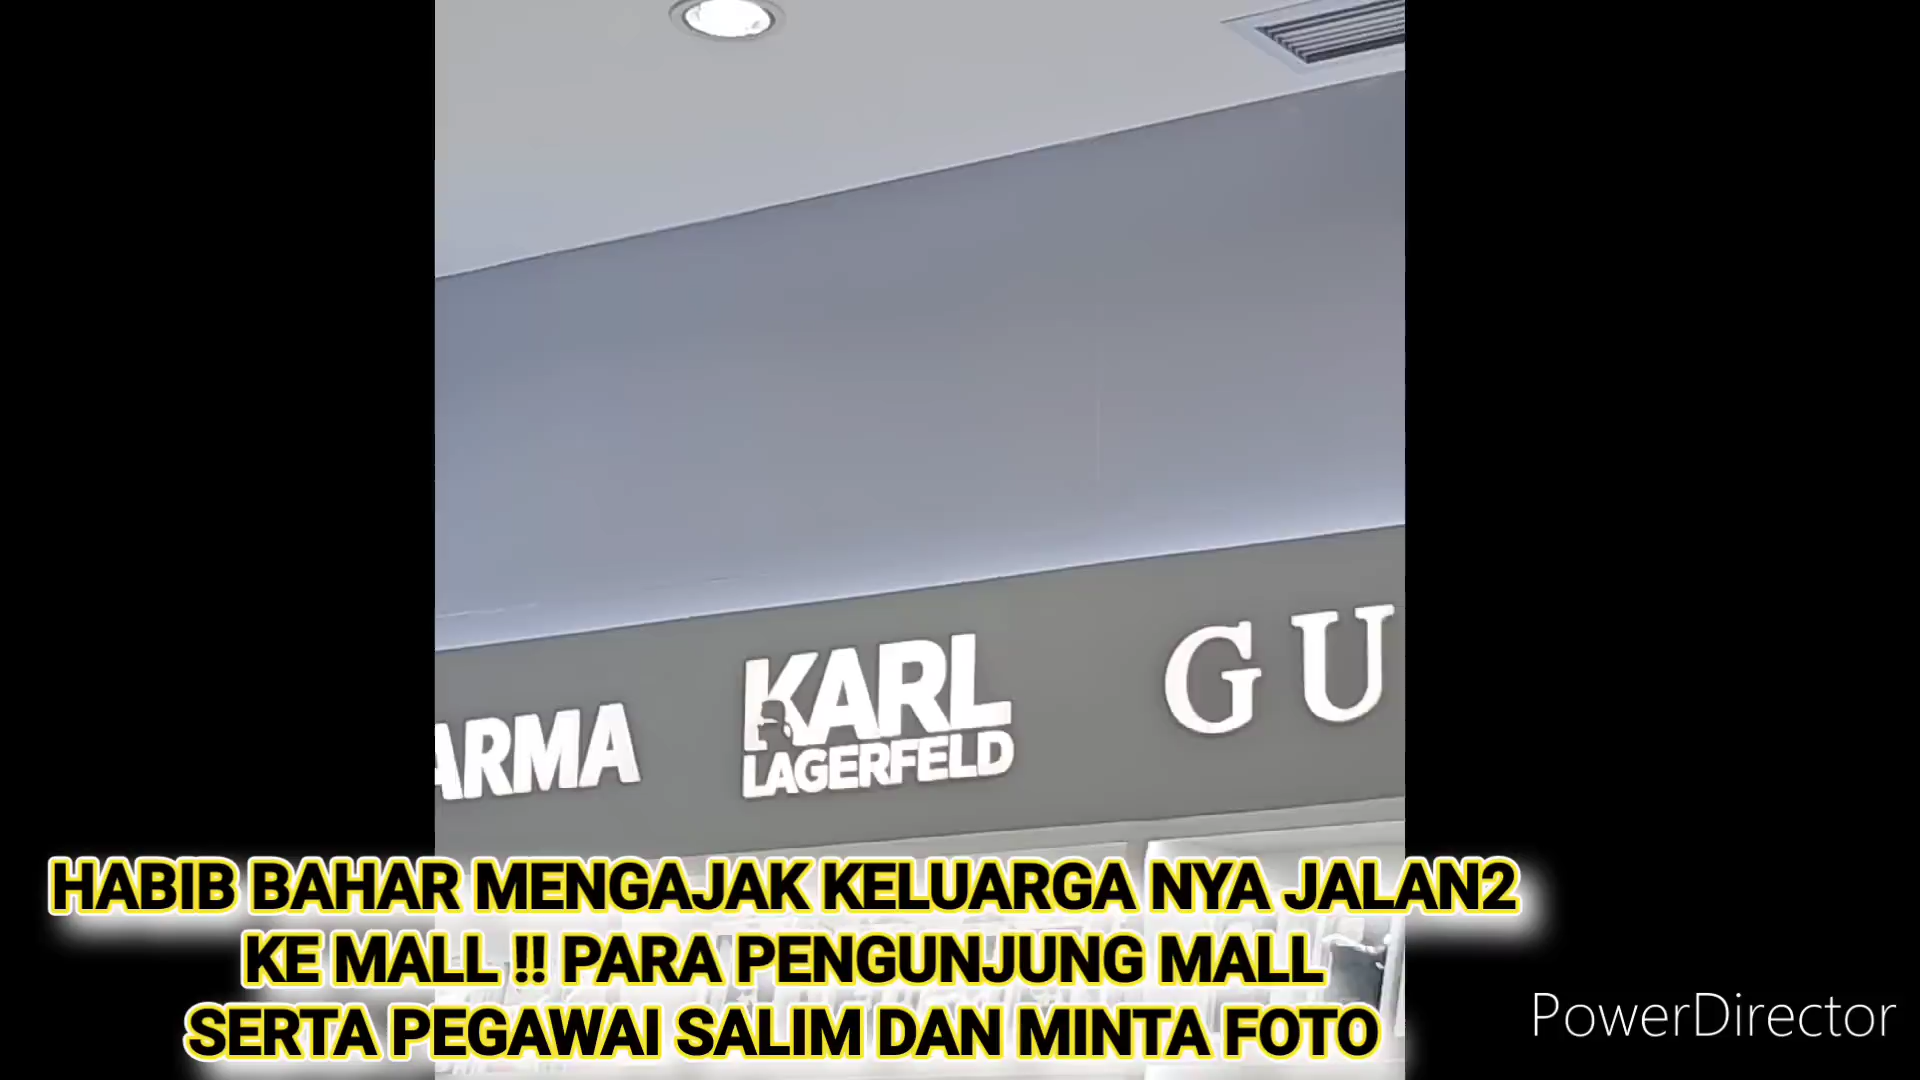 ARMA
KARL
LAGERFELD
GU
HABIB BAHAR MENGAJAK KELUARGA NYA JALAN2
KE MALL !! PARA PENGUNJUNG MALL
SERTA PEGAWAI SALIM DAN MINTA FOTO
PowerDirector